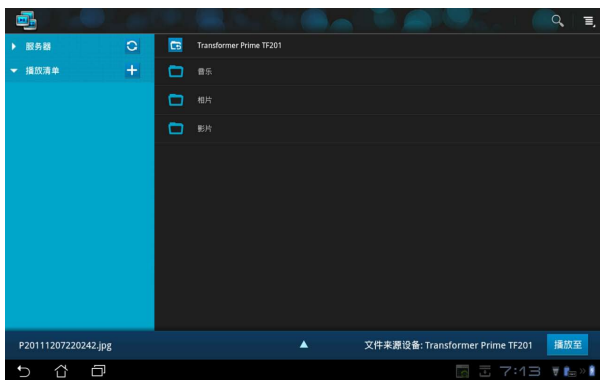 服务器
播放清单
Transformer Prime TF201
音乐
相片
影片
P20111207220242.jpg
文件来源设备: Transformer Prime TF201
播放至
7:13